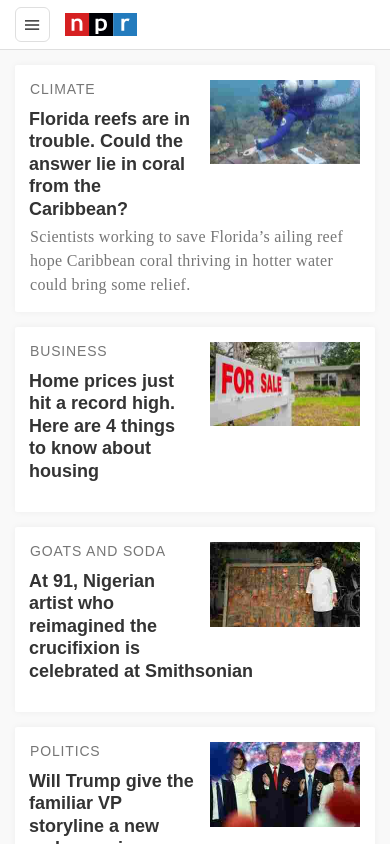 npr
CLIMATE
Florida reefs are in
trouble. Could the
answer lie in coral
from the
Caribbean?
Scientists working to save Florida’s ailing reef
hope Caribbean coral thriving in hotter water
could bring some relief.
BUSINESS
Home prices just
hit a record high.
Here are 4 things
to know about
housing
FOR SALE
GOATS AND SODA
At 91, Nigerian
artist who
reimagined the
crucifixion is
celebrated at Smithsonian
POLITICS
Will Trump give the
familiar VP
storyline a new